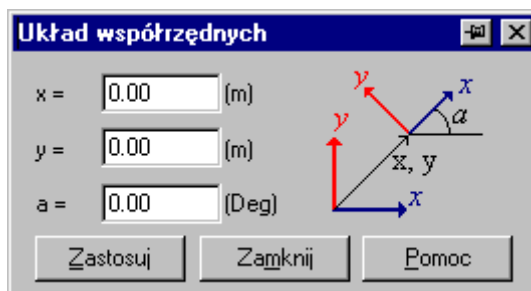 Układ współrzędnych
x = 0.00 (m)
y = 0.00 (m)
a = 0.00 (Deg)
y x a
y x, y
x
Zastosuj Zamknij Pomoc